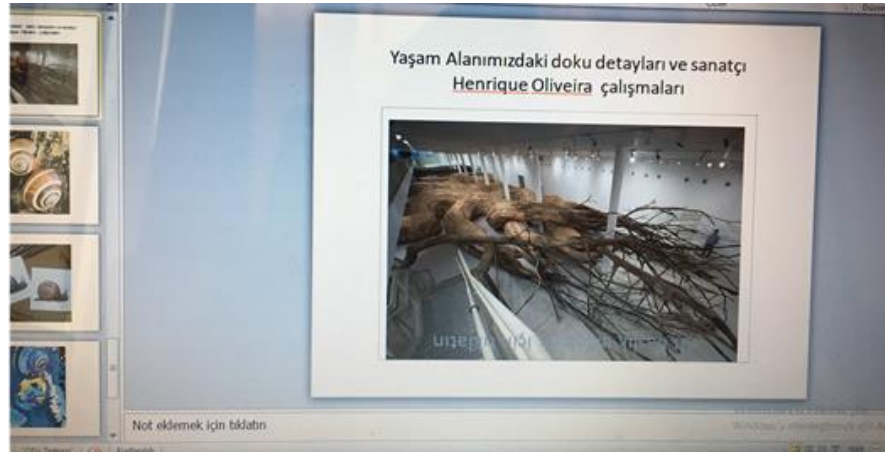 Yaşam Alanımızdaki doku detayları ve sanatçı
Henrique Oliveira çalışmaları
Not eklemek için tıklatın